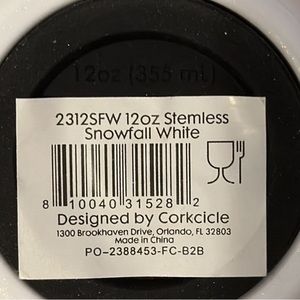 12oz (355 mL)
2312SFW 12oz Stemless
Snowfall White
8 10040 31528 2
Designed by Corkcicle
1300 Brookhaven Drive, Orlando, FL 32803
Made in China
PO-2388453-FC-B2B